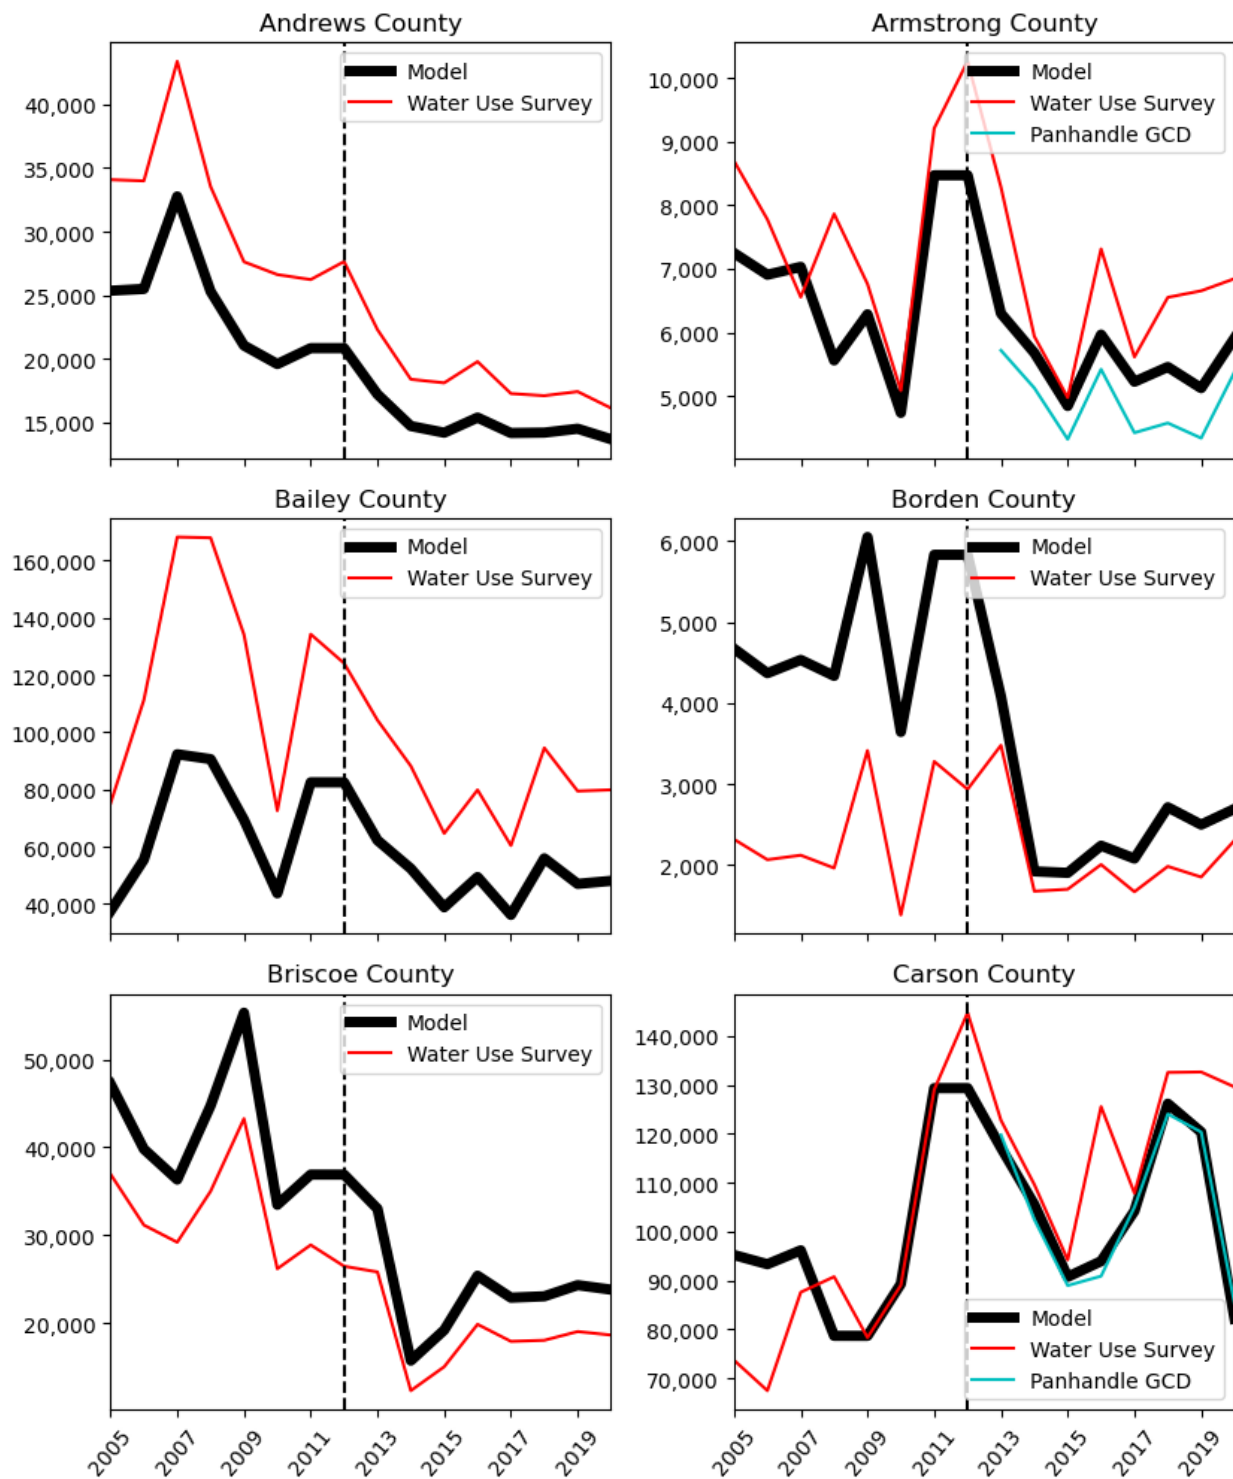 Andrews County
40,000
35,000
30,000
25,000
20,000
15,000
Model
Water Use Survey
Armstrong County
10,000
9,000
8,000
7,000
6,000
5,000
Model
Water Use Survey
Panhandle GCD
Bailey County
160,000
140,000
120,000
100,000
80,000
60,000
40,000
Model
Water Use Survey
Borden County
6,000
5,000
4,000
3,000
2,000
Model
Water Use Survey
Briscoe County
50,000
40,000
30,000
20,000
Model
Water Use Survey
2005 2007 2009 2011 2013 2015 2017 2019
Carson County
140,000
130,000
120,000
110,000
100,000
90,000
80,000
70,000
Model
Water Use Survey
Panhandle GCD
2005 2007 2009 2011 2013 2015 2017 2019